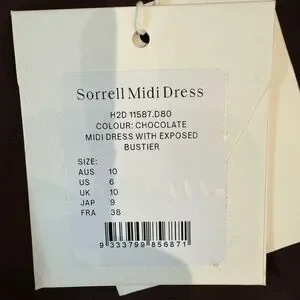 Sorrell Midi Dress
H2D 11587.D80
COLOUR: CHOCOLATE
MIDI DRESS WITH EXPOSED
BUSTIER
SIZE:
AUS 10
US 6
UK 10
JAP 9
FRA 38
9 333799 856871